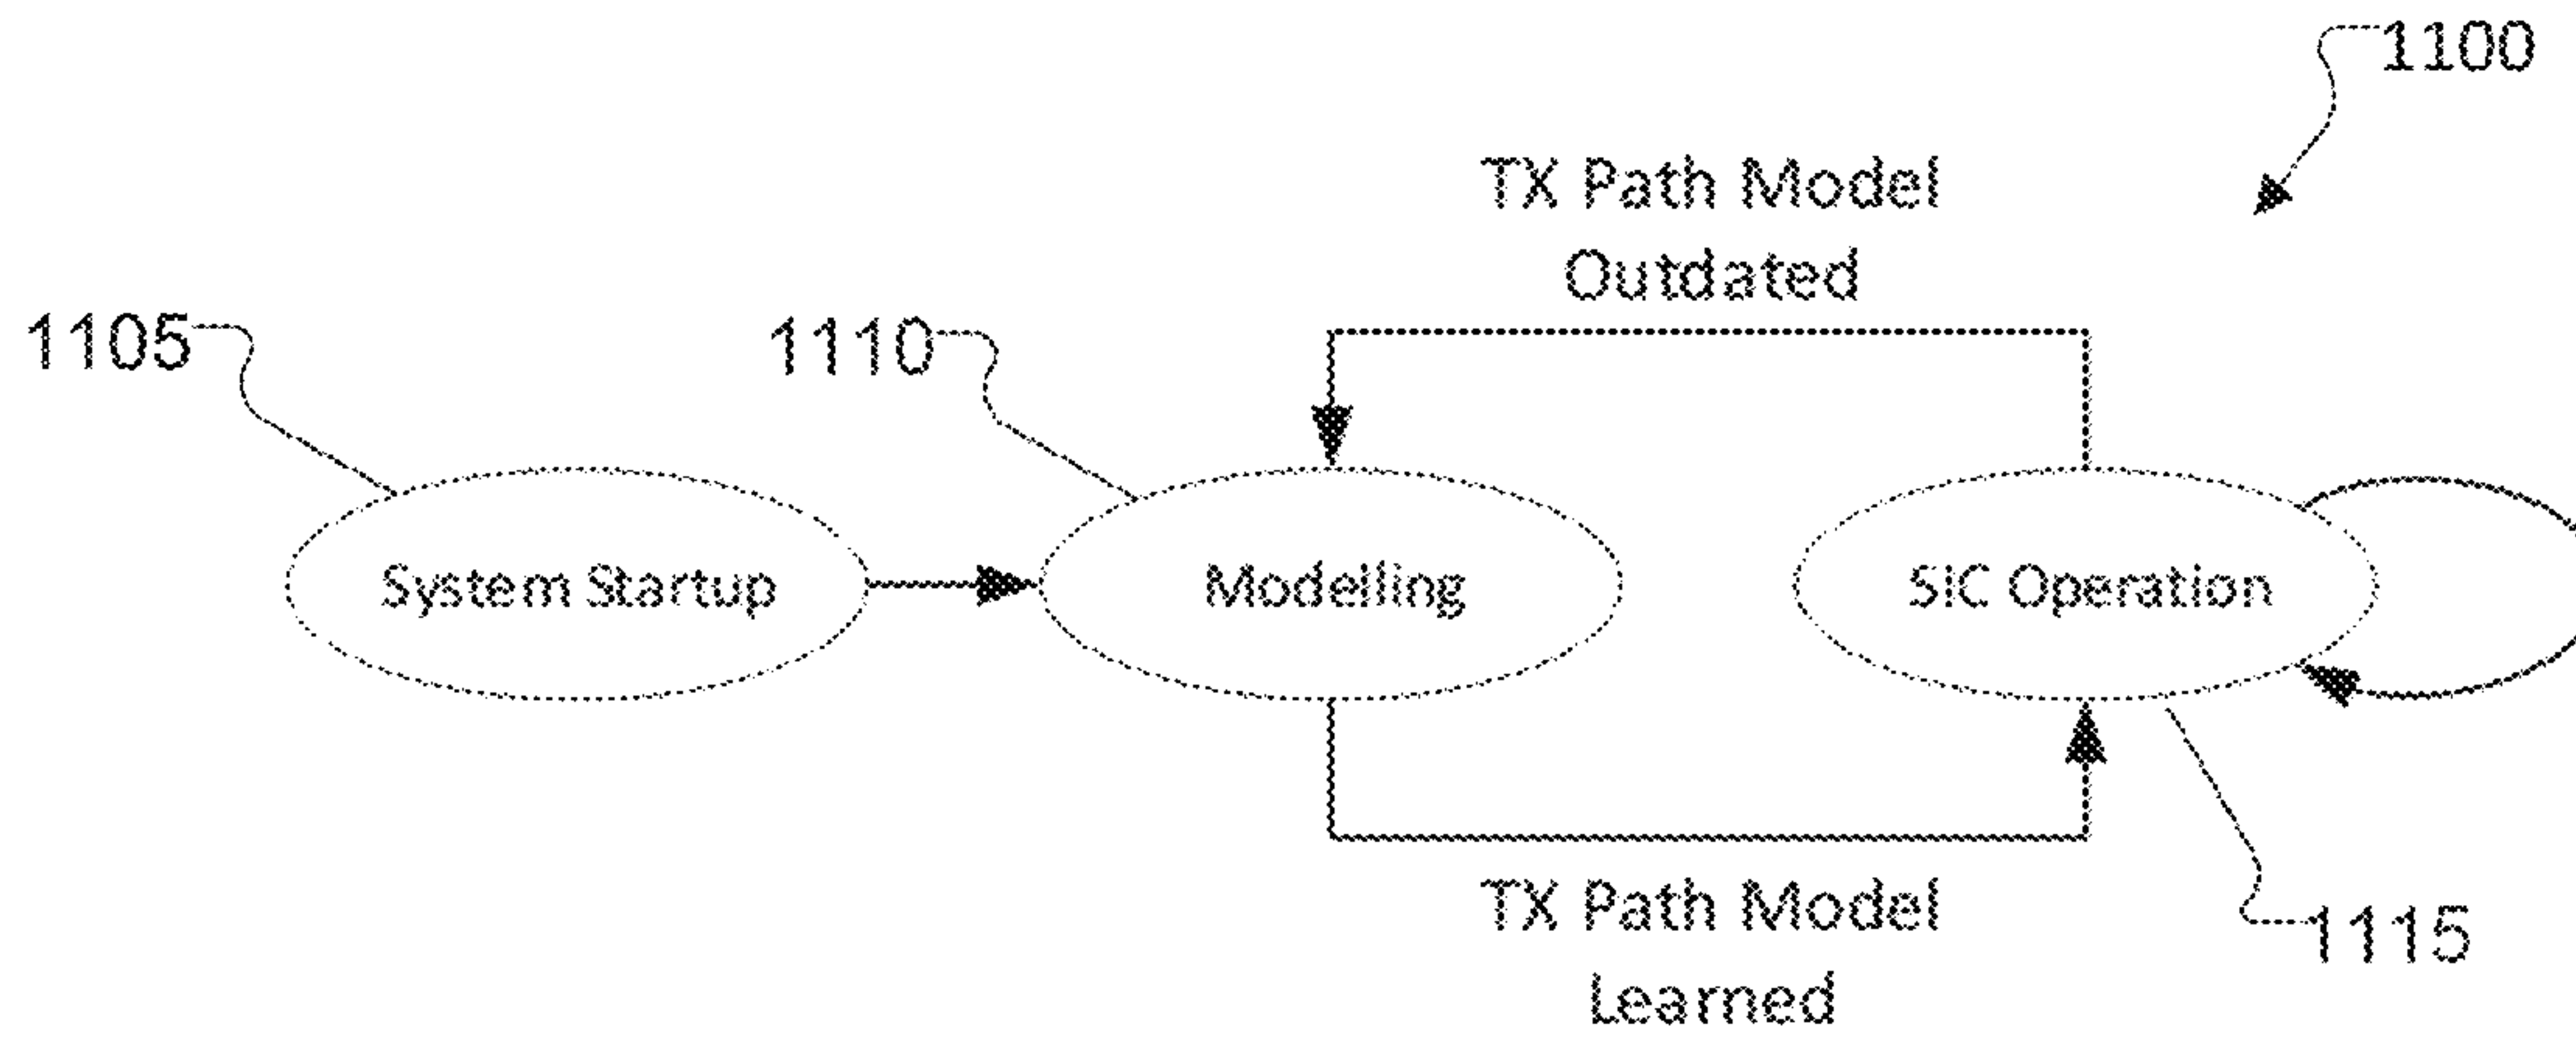 1100
TX Path Model
Outdated
1105
1110
System Startup
Modelling
SIC Operation
TX Path Model
Learned
1115